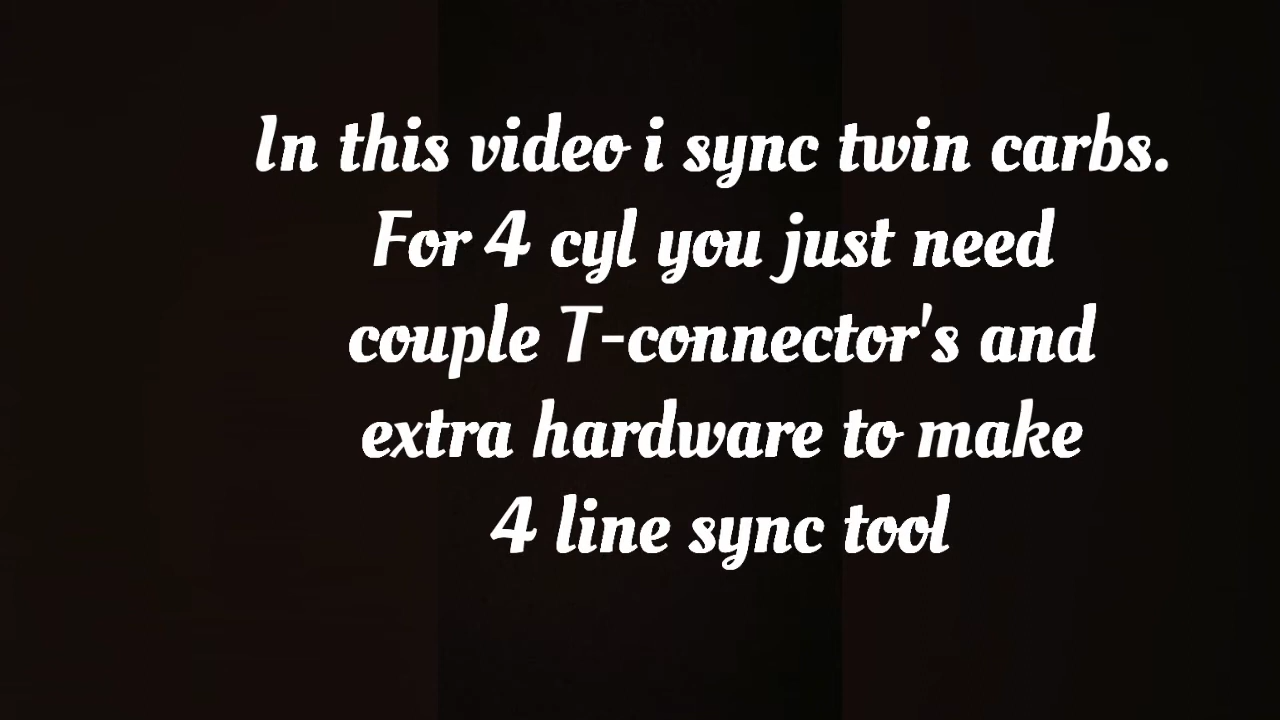 In this video i sync twin carbs.
For 4 cyl you just need
couple T-connector's and
extra hardware to make
4 line sync tool